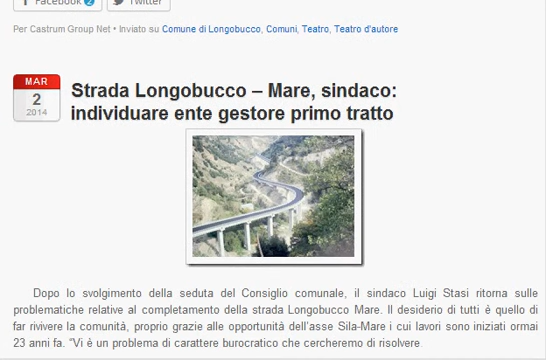 Facebook 2 Twitter
Per Castrum Group Net • Inviato su Comune di Longobucco, Comuni, Teatro, Teatro d'autore
MAR
2
2014
Strada Longobucco – Mare, sindaco:
individuare ente gestore primo tratto
Dopo lo svolgimento della seduta del Consiglio comunale, il sindaco Luigi Stasi ritorna sulle
problematiche relative al completamento della strada Longobucco Mare. Il desiderio di tutti è quello di
far rivivere la comunità, proprio grazie alle opportunità dell'asse Sila-Mare i cui lavori sono iniziati ormai
23 anni fa. “Vi è un problema di carattere burocratico che cercheremo di risolvere.